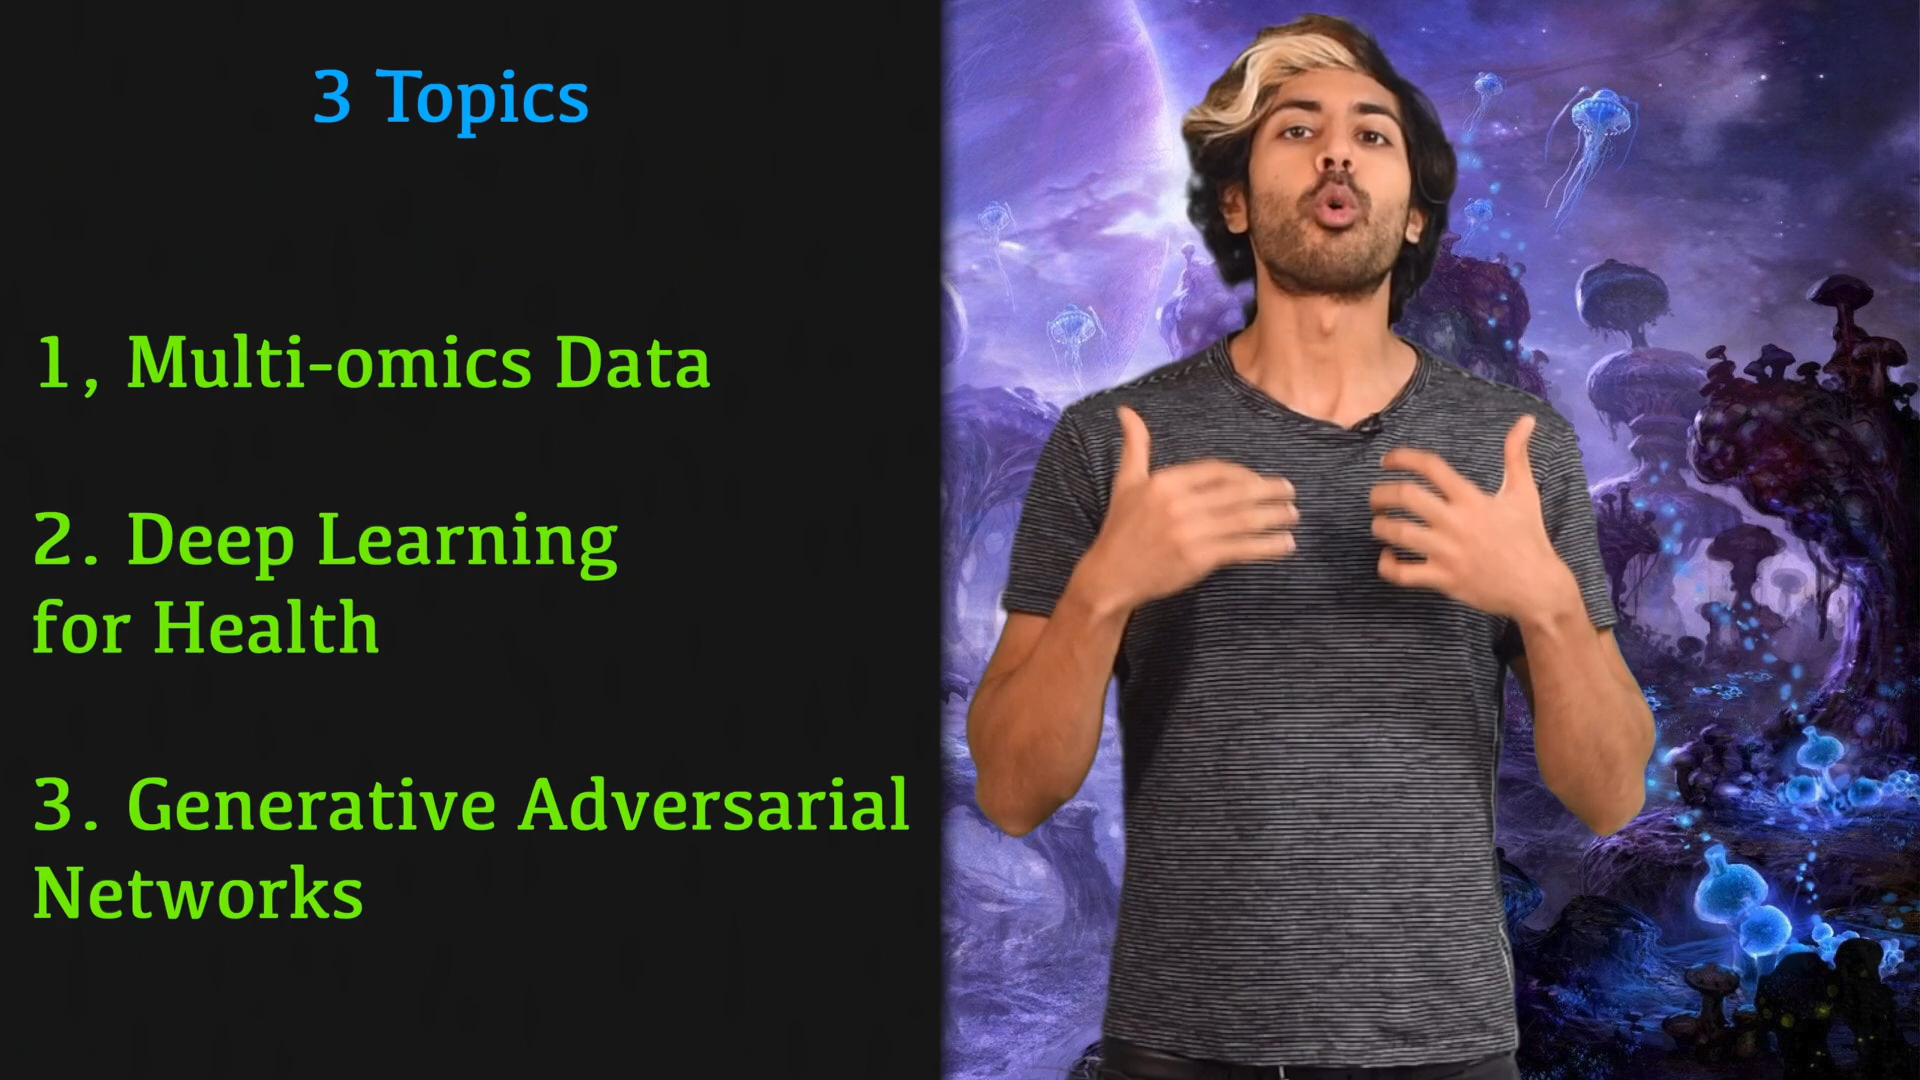 3 Topics
1, Multi-omics Data
2. Deep Learning
for Health
3. Generative Adversarial
Networks